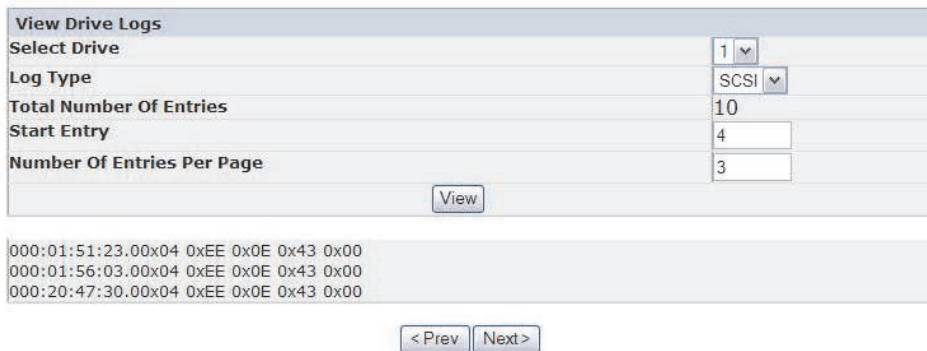 View Drive Logs
Select Drive 1
Log Type SCSI
Total Number Of Entries 10
Start Entry 4
Number Of Entries Per Page 3
View
000:01:51:23.00x04 0xEE 0x0E 0x43 0x00
000:01:56:03.00x04 0xEE 0x0E 0x43 0x00
000:20:47:30.00x04 0xEE 0x0E 0x43 0x00
< Prev Next >